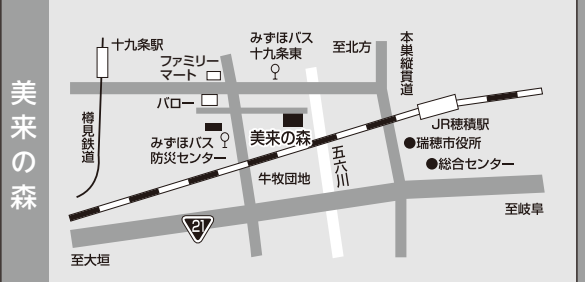 美来の森
十九条駅
みずほバス
十九条東
至北方
本巣縦貫道
ファミリー
マート
バロー
樽見鉄道
みずほバス
防災センター
美来の森
JR穂積駅
瑞穂市役所
総合センター
五六川
牛牧団地
21
至岐阜
至大垣